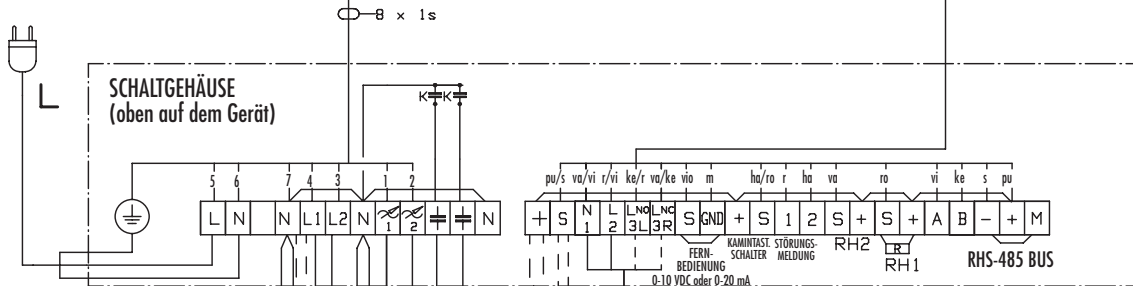 8 x 1s
L
SCHALTGEHÄUSE
(oben auf dem Gerät)
K K
5 6 7 4 3 1 2
pu/s va/vi r/vi ke/r va/ke vio m ha/ro r ha va ro vi ke s pu
L N N L1 L2 N 1 2 N
S N 1 L 2 LNO 3L LNC 3R S GND + S 1 2 S + S + A B - + M
KAMINTAST. STÖRUNGS-
SCHALTER MELDUNG
RH2
R
RH1
FERN-
BEDIENUNG
0-10 VDC oder 0-20 mA
RHS-485 BUS